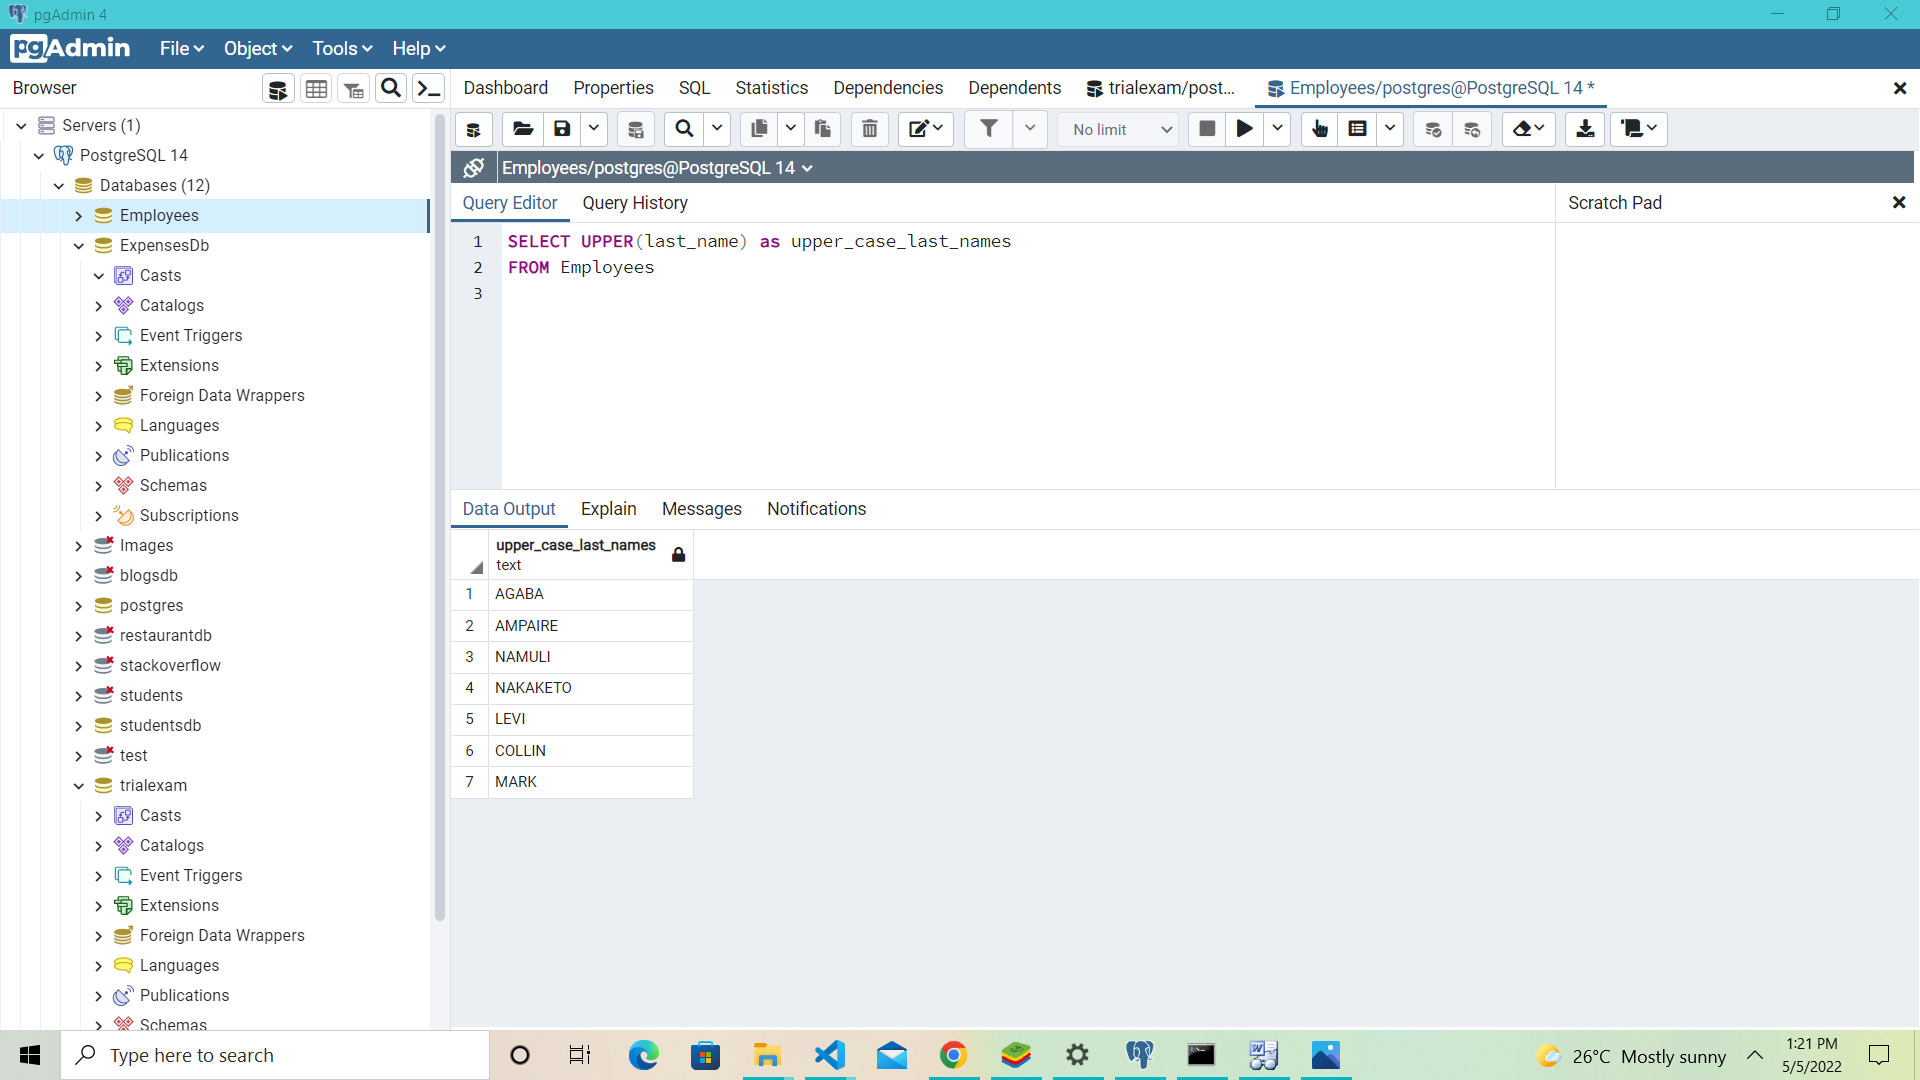 pgAdmin 4
pgAdmin File Object Tools Help
Browser
Dashboard Properties SQL Statistics Dependencies Dependents trialexam/post... Employees/postgres@PostgreSQL 14 *
No limit
Employees/postgres@PostgreSQL 14
Query Editor Query History
Scratch Pad
1 SELECT UPPER(last_name) as upper_case_last_names
2 FROM Employees
3
Data Output Explain Messages Notifications
upper_case_last_names
text
1 AGABA
2 AMPAIRE
3 NAMULI
4 NAKAKETO
5 LEVI
6 COLLIN
7 MARK
Servers (1)
PostgreSQL 14
Databases (12)
Employees
ExpensesDb
Casts
Catalogs
Event Triggers
Extensions
Foreign Data Wrappers
Languages
Publications
Schemas
Subscriptions
Images
blogsdb
postgres
restaurantdb
stackoverflow
students
studentsdb
test
trialexam
Casts
Catalogs
Event Triggers
Extensions
Foreign Data Wrappers
Languages
Publications
Schemas
Type here to search
26°C Mostly sunny
1:21 PM
5/5/2022